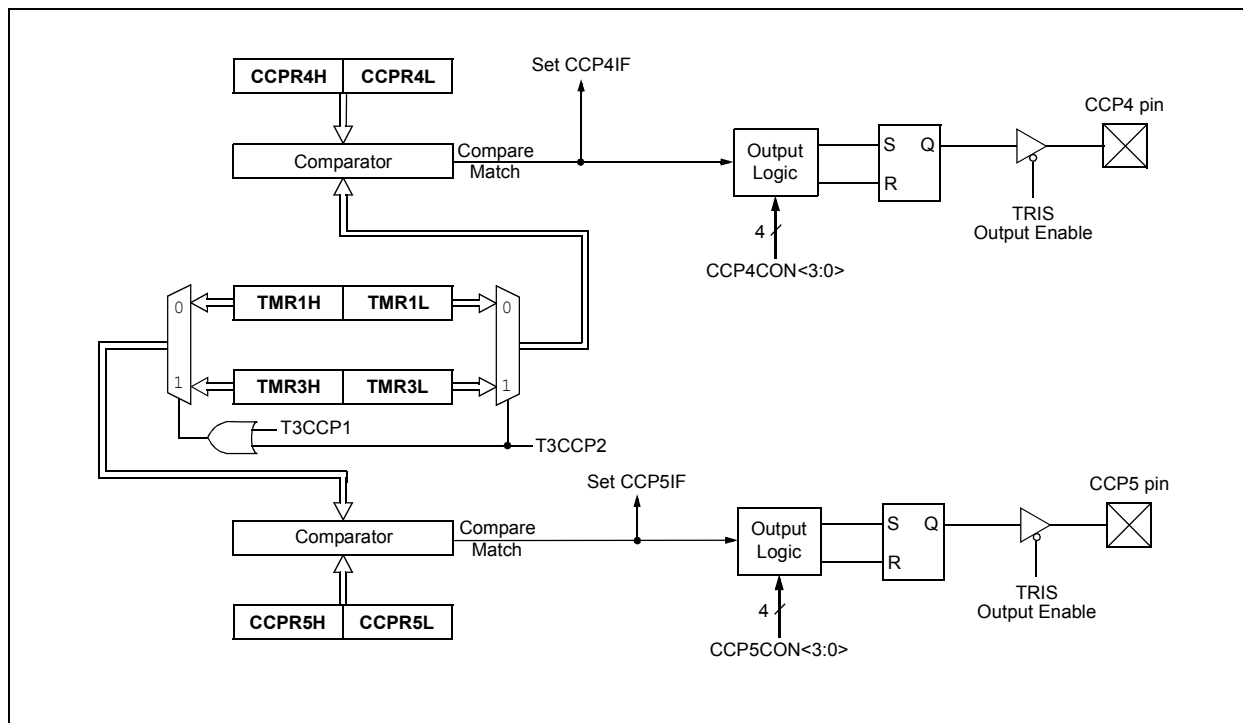 CCPR4H CCPR4L
Set CCP4IF
CCP4 pin
Comparator
Compare
Match
Output
Logic
S Q
R
TRIS
Output Enable
4
CCP4CON<3:0>
0 TMR1H TMR1L 0
1 TMR3H TMR3L 1
T3CCP1
T3CCP2
Set CCP5IF
CCP5 pin
Comparator
Compare
Match
Output
Logic
S Q
R
TRIS
Output Enable
4
CCPR5H CCPR5L
CCP5CON<3:0>